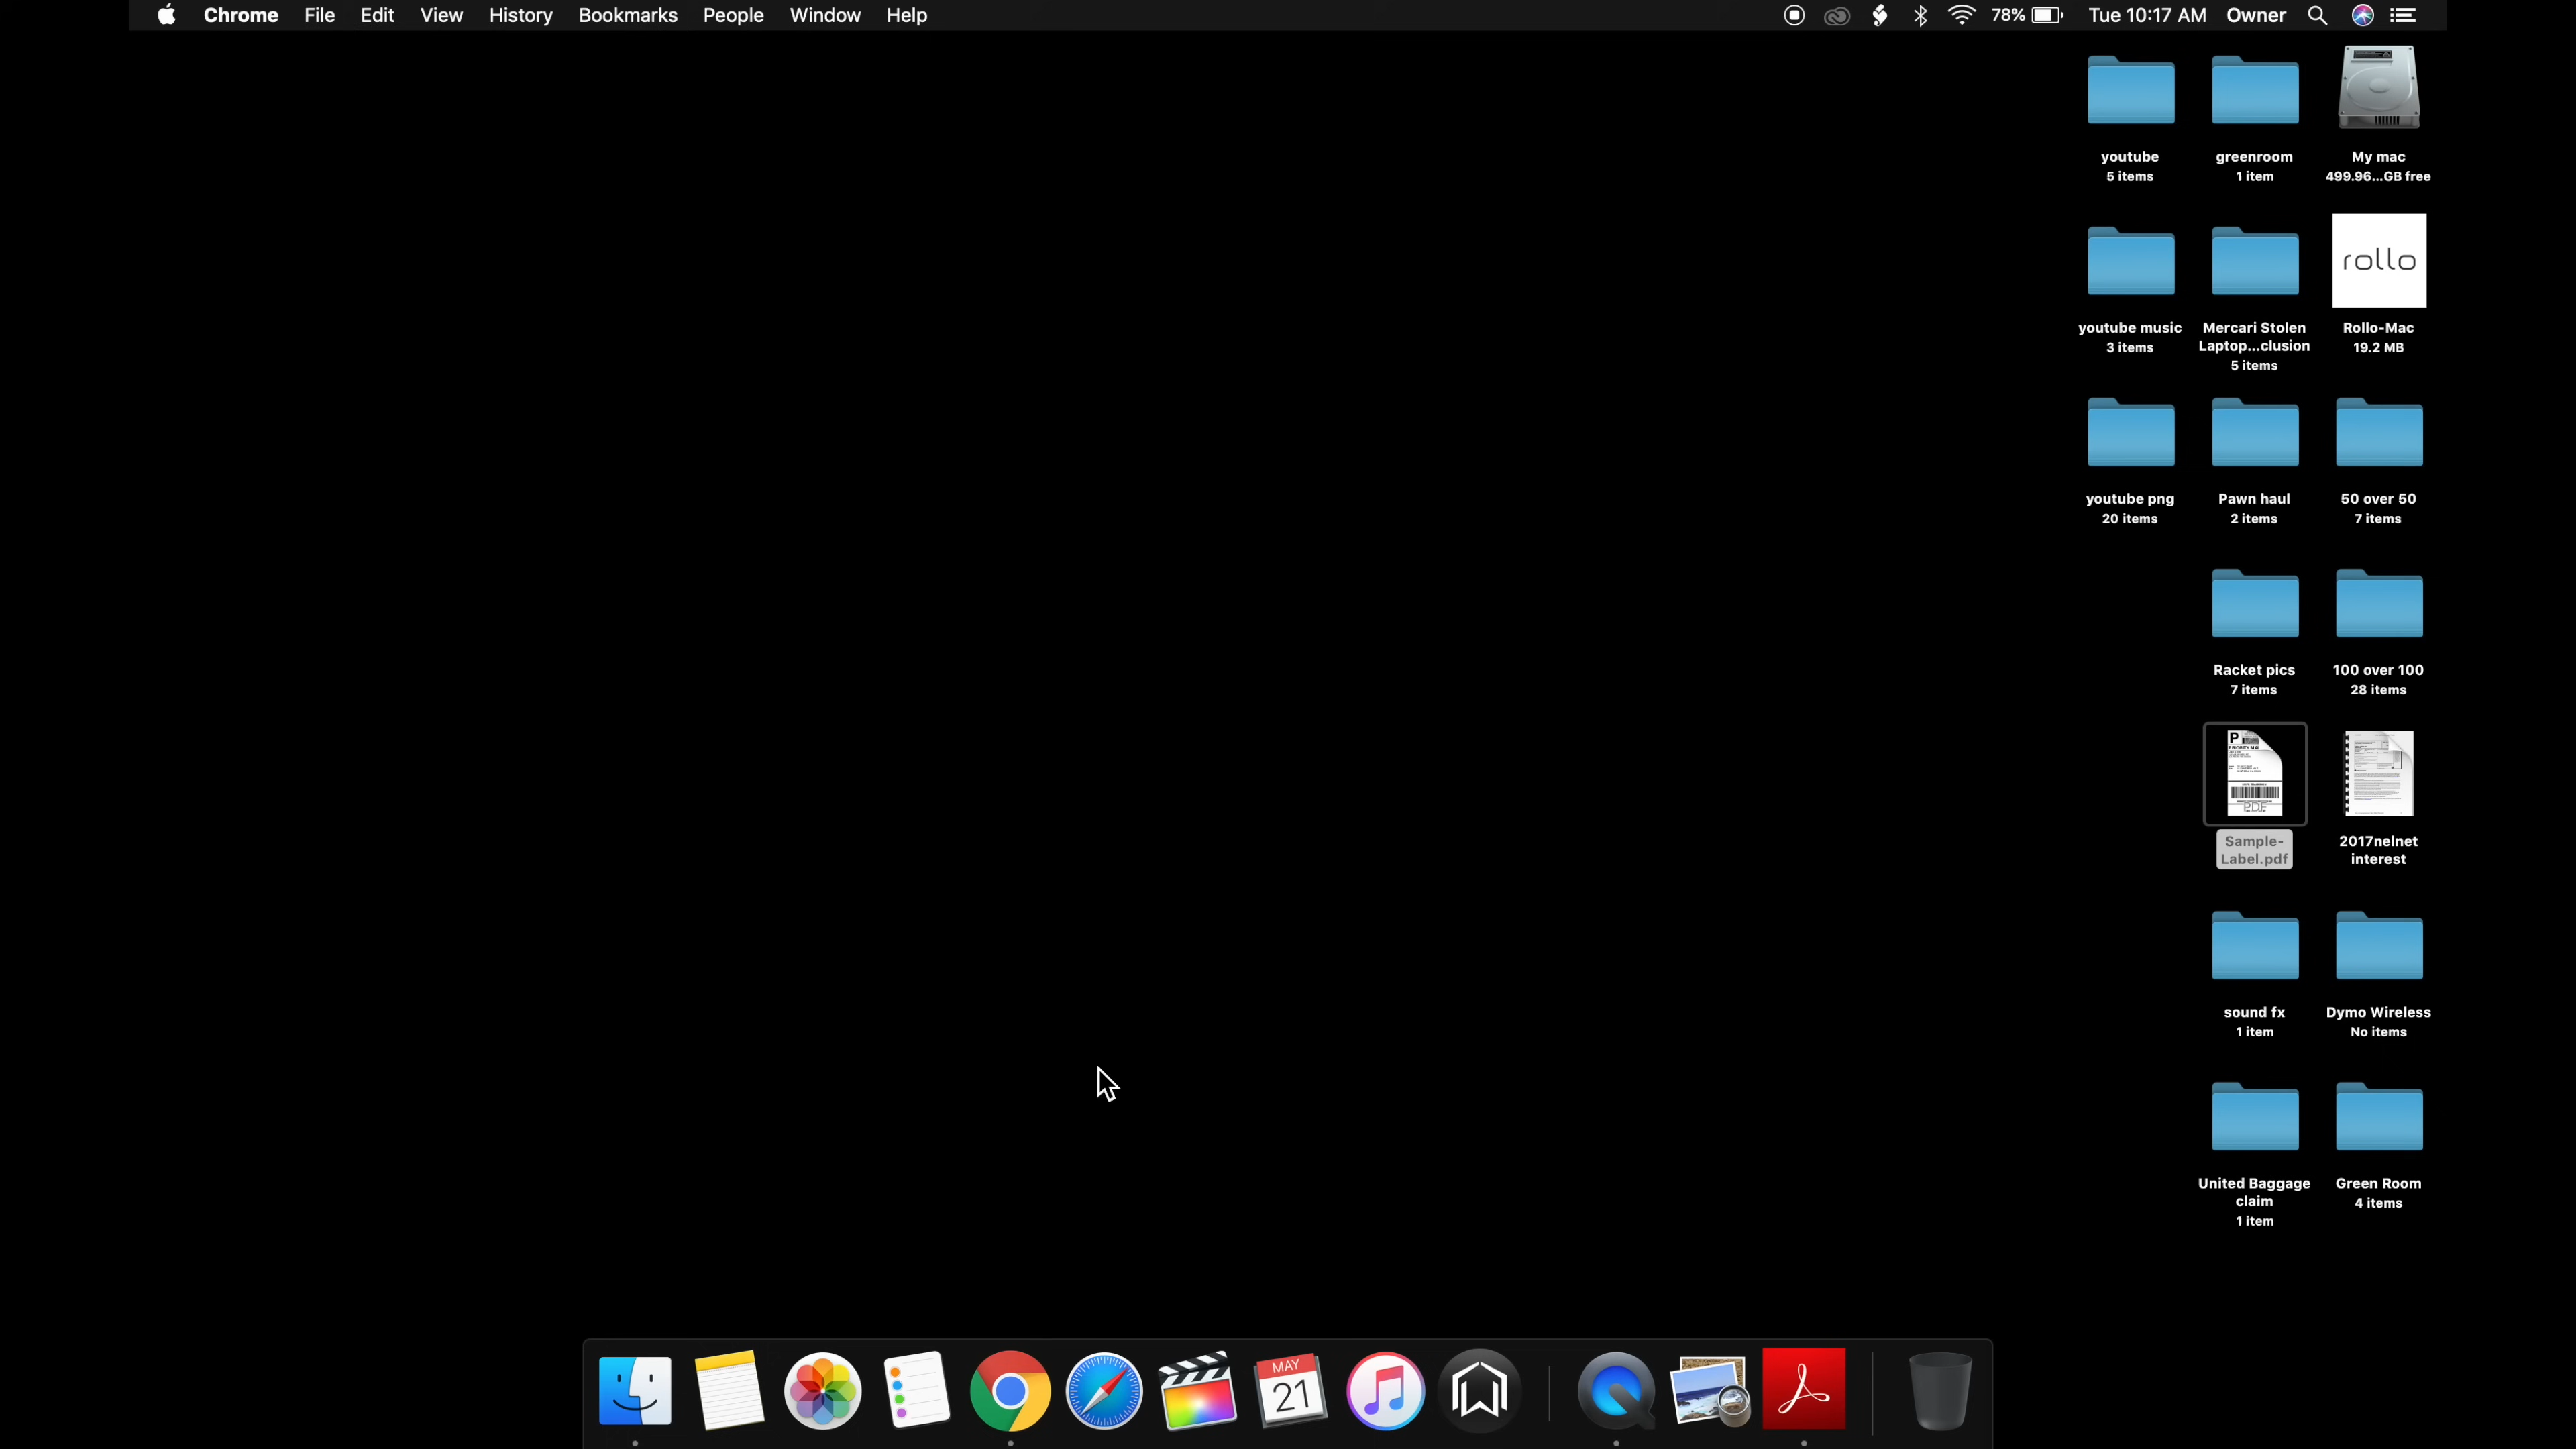 Chrome File Edit View History Bookmarks People Window Help 78% Tue 10:17 AM Owner
youtube
5 items
greenroom
1 item
My mac
499.96...GB free
rollo
youtube music
3 items
Mercari Stolen
Laptop...clusion
5 items
Rollo-Mac
19.2 MB
youtube png
20 items
Pawn haul
2 items
50 over 50
7 items
Racket pics
7 items
100 over 100
28 items
P
PRIORITY MAIL
PDF
Sample-
Label.pdf
2017nelnet
interest
sound fx
1 item
Dymo Wireless
No items
United Baggage
claim
1 item
Green Room
4 items
MAY
21